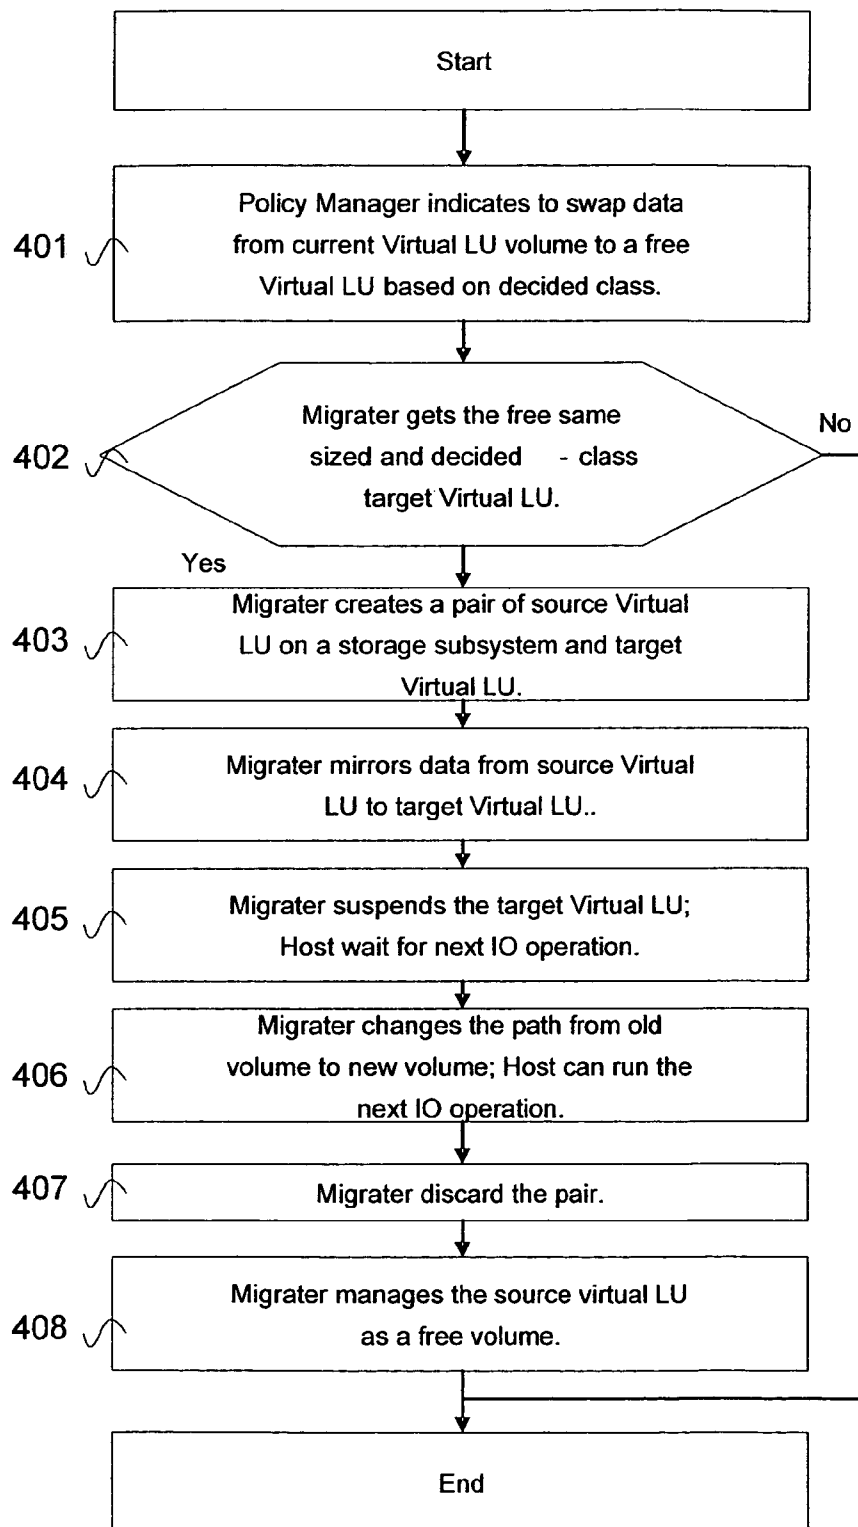 Start
401
Policy Manager indicates to swap data
from current Virtual LU volume to a free
Virtual LU based on decided class.
402
Migrater gets the free same
sized and decided - class
target Virtual LU.
No
Yes
403
Migrater creates a pair of source Virtual
LU on a storage subsystem and target
Virtual LU.
404
Migrater mirrors data from source Virtual
LU to target Virtual LU..
405
Migrater suspends the target Virtual LU;
Host wait for next IO operation.
406
Migrater changes the path from old
volume to new volume; Host can run the
next IO operation.
407
Migrater discard the pair.
408
Migrater manages the source virtual LU
as a free volume.
End